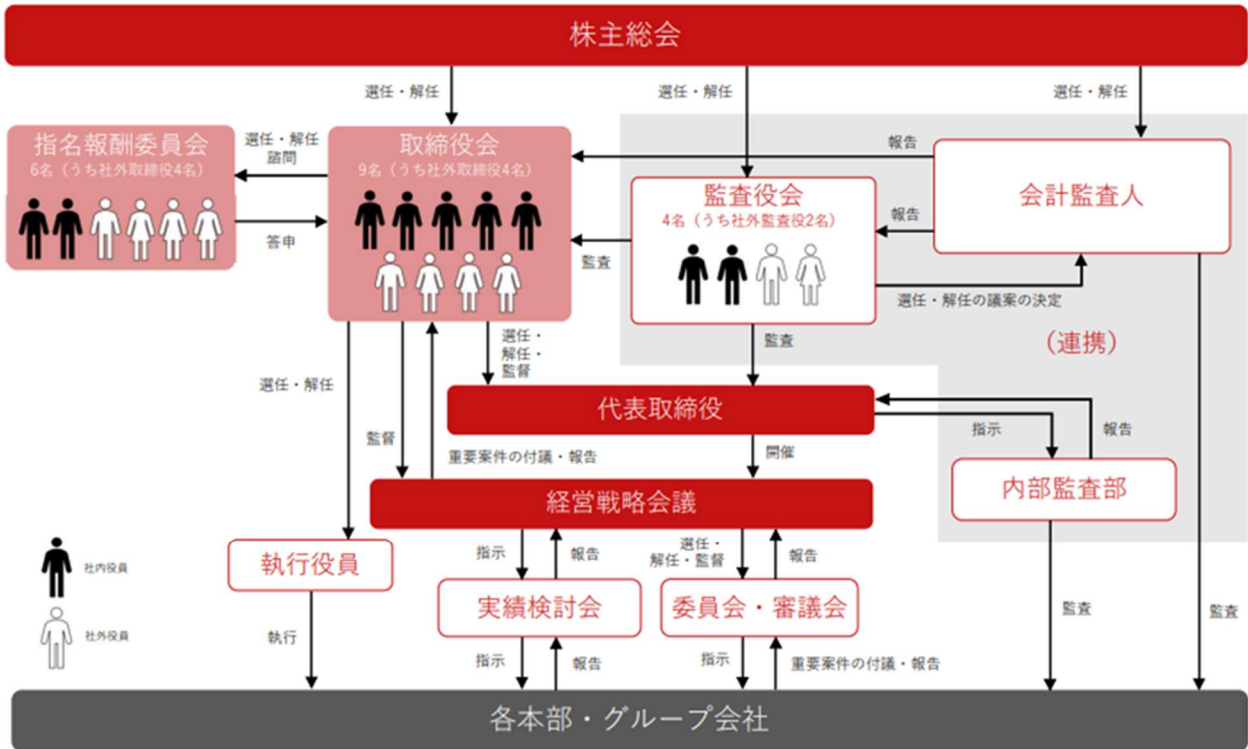 株主総会
選任・解任
選任・解任
選任・解任
指名報酬委員会
6名（うち社外取締役4名）
選任・解任
諮問
答申
取締役会
9名（うち社外取締役4名）
報告
監査役会
4名（うち社外監査役2名）
監査
報告
会計監査人
選任・解任の議案の決定
（連携）
選任・解任
監督
重要案件の付議・報告
選任・
解任・
監督
監査
代表取締役
指示
報告
開催
経営戦略会議
内部監査部
社内役員
社外役員
執行役員
指示
報告
選任・
解任・監督
報告
実績検討会
委員会・審議会
執行
指示
報告
指示
重要案件の付議・報告
監査
監査
各本部・グループ会社